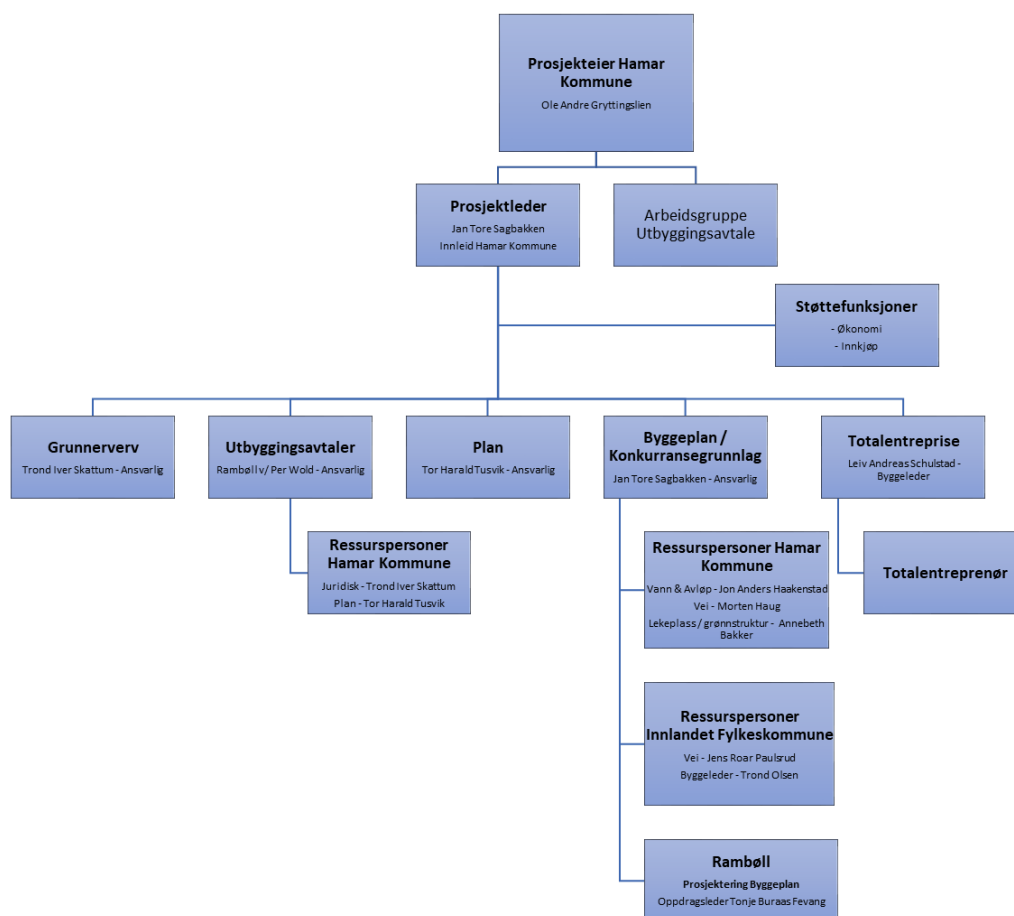 Prosjekteier Hamar
Kommune
Ole Andre Gryttingslien
Prosjektleder
Jan Tore Sagbakken
Innleid Hamar Kommune
Arbeidsgruppe
Utbyggingsavtale
Støttefunksjoner
- Økonomi
- Innkjøp
Grunnerverv
Trond Iver Skattum - Ansvarlig
Utbyggingsavtaler
Rambøll v/ Per Wold - Ansvarlig
Plan
Tor Harald Tusvik - Ansvarlig
Byggeplan /
Konkurransegrunnlag
Jan Tore Sagbakken - Ansvarlig
Totalentreprise
Leiv Andreas Schulstad -
Byggeleder
Ressurspersoner
Hamar Kommune
Juridisk - Trond Iver Skattum
Plan - Tor Harald Tusvik
Ressurspersoner Hamar
Kommune
Vann & Avløp - Jon Anders Haakenstad
Vei - Morten Haug
Lekeplass / grønnstruktur - Annebeth
Bakker
Totalentreprenør
Ressurspersoner
Innlandet Fylkeskommune
Vei - Jens Roar Paulsrud
Byggeleder - Trond Olsen
Rambøll
Prosjektering Byggeplan
Oppdragsleder Tonje Buraas Fevang